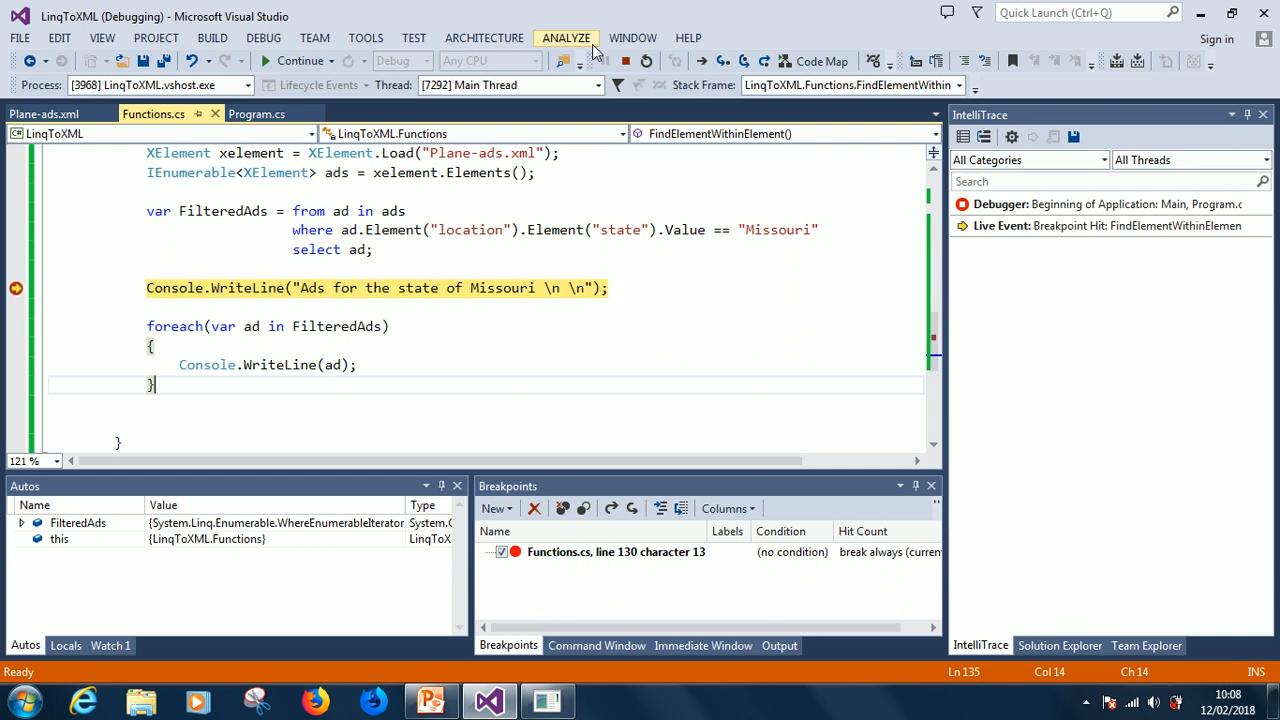 LinqToXML (Debugging) - Microsoft Visual Studio
Quick Launch (Ctrl+Q)
FILE EDIT VIEW PROJECT BUILD DEBUG TEAM TOOLS TEST ARCHITECTURE ANALYZE WINDOW HELP
Sign in
Continue Debug Any CPU Code Map
Process: [3968] LinqToXML.vshost.exe Lifecycle Events Thread: [7292] Main Thread Stack Frame: LinqToXML.Functions.FindElementWithin
Plane-ads.xml Functions.cs Program.cs
LinqToXML LinqToXML.Functions FindElementWithinElement()
XElement xelement = XElement.Load("Plane-ads.xml");
IEnumerable<XElement> ads = xelement.Elements();
var FilteredAds = from ad in ads
where ad.Element("location").Element("state").Value == "Missouri"
select ad;
Console.WriteLine("Ads for the state of Missouri \n \n");
foreach(var ad in FilteredAds)
{
Console.WriteLine(ad);
}
}
121 %
IntelliTrace
All Categories All Threads
Search
Debugger: Beginning of Application: Main, Program.c
Live Event: Breakpoint Hit: FindElementWithinElemen
Autos
Name Value Type
FilteredAds {System.Linq.Enumerable.WhereEnumerableIterator System.C
this {LinqToXML.Functions} LinqToX
Autos Locals Watch 1
Breakpoints
New Columns
Name Labels Condition Hit Count
Functions.cs, line 130 character 13 (no condition) break always (curren
Breakpoints Command Window Immediate Window Output
IntelliTrace Solution Explorer Team Explorer
Ready Ln 135 Col 14 Ch 14 INS
10:08
12/02/2018